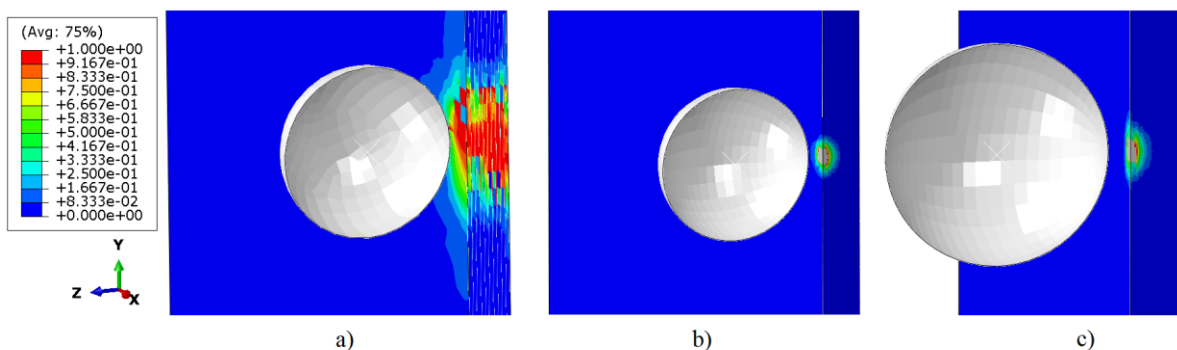 (Avg: 75%)
+1.000e+00
+9.167e-01
+8.333e-01
+7.500e-01
+6.667e-01
+5.833e-01
+5.000e-01
+4.167e-01
+3.333e-01
+2.500e-01
+1.667e-01
+8.333e-02
+0.000e+00
Y
Z
X
a)
b)
c)